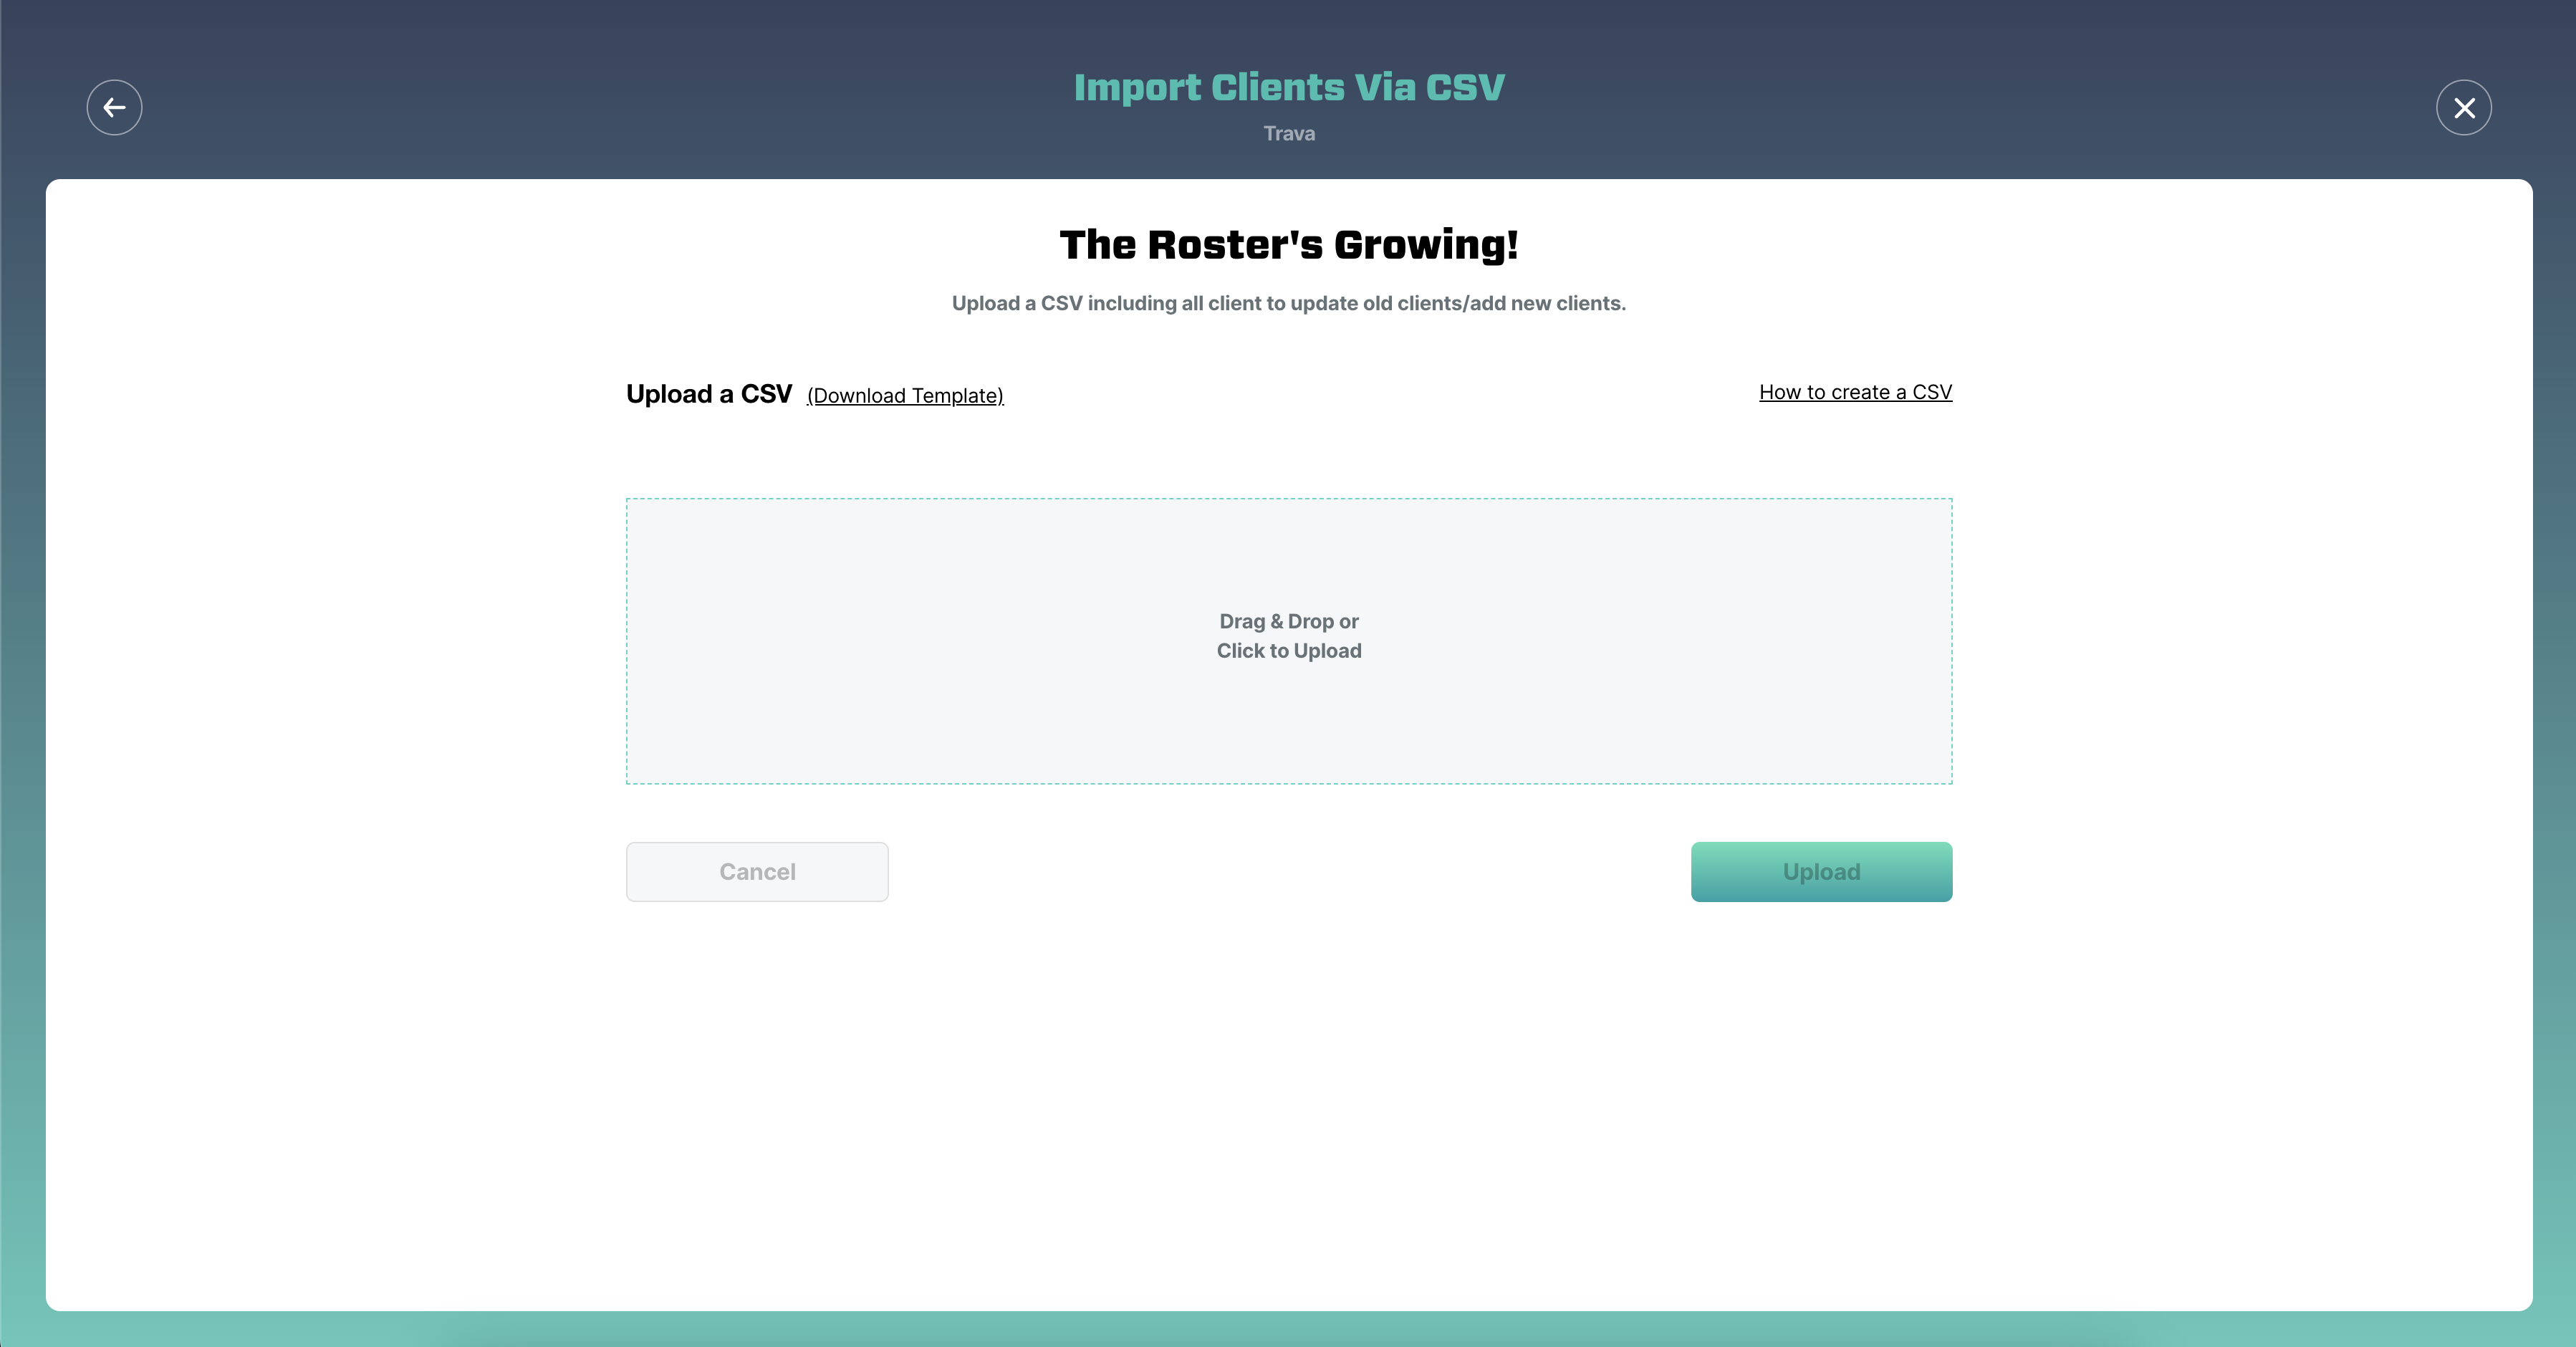 Import Clients Via CSV
Trava
The Roster's Growing!
Upload a CSV including all client to update old clients/add new clients.
Upload a CSV (Download Template)
How to create a CSV
Drag & Drop or
Click to Upload
Cancel
Upload